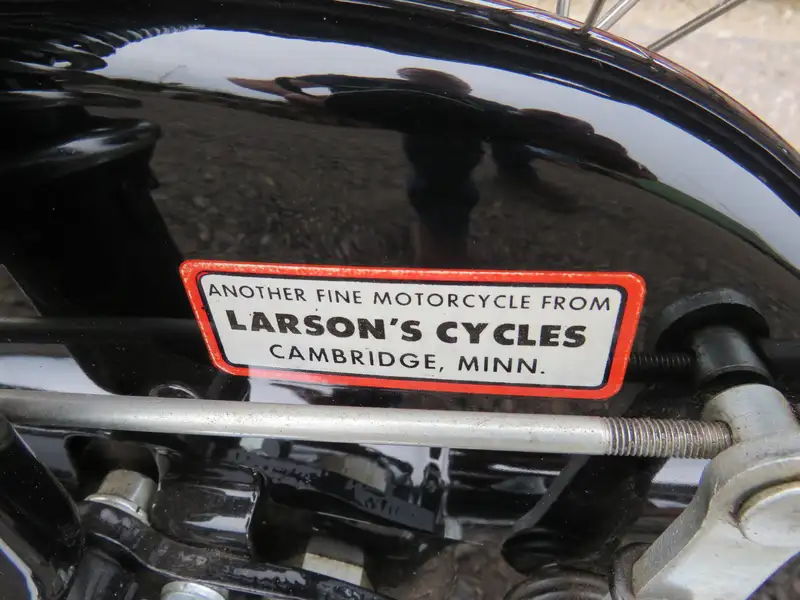 ANOTHER FINE MOTORCYCLE FROM
LARSON'S CYCLES
CAMBRIDGE, MINN.